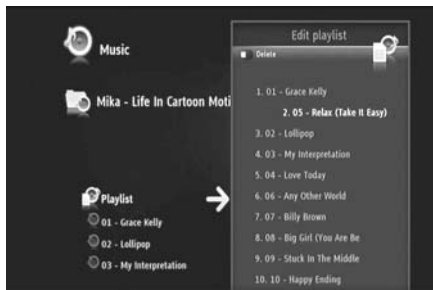 Music
Mika - Life In Cartoon Moti
Playlist
01 - Grace Kelly
02 - Lollipop
03 - My Interpretation
Edit playlist
Delete
1. 01 - Grace Kelly
2. 05 - Relax (Take It Easy)
3. 02 - Lollipop
4. 03 - My Interpretation
5. 04 - Love Today
6. 06 - Any Other World
7. 07 - Billy Brown
8. 08 - Big Girl (You Are Be
9. 09 - Stuck In The Middle
10. 10 - Happy Ending